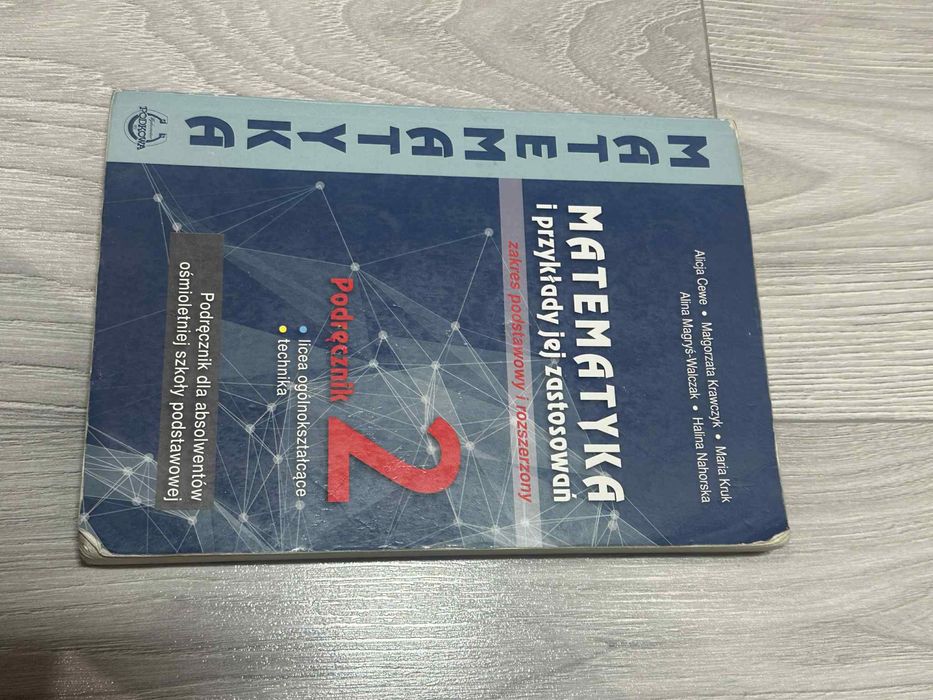 Alicja Cewe • Małgorzata Krawczyk • Maria Kruk
Alina Magryś-Walczak • Halina Nahorska
MATEMATYKA
MATEMATYKA
i przykłady jej zastosowań
zakres podstawowy i rozszerzony
Podręcznik 2
• licea ogólnokształcące
• technika
Podręcznik dla absolwentów
ośmioletniej szkoły podstawowej
PODKOWA